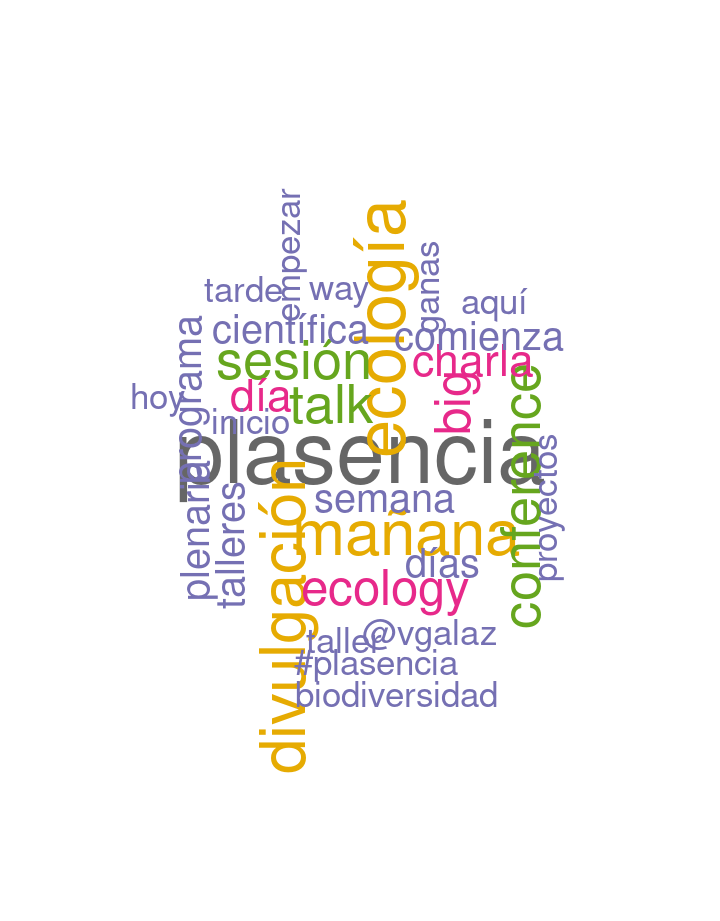 empezar
ecología
tarde
way
ganas
aquí
científica
comienza
programa
sesión
charla
hoy
día
talk
big
conference
inicio
plasencia
plenaria
talleres
semana
proyectos
divulgación
mañana
días
ecology
taller
@vgalaz
#plasencia
biodiversidad